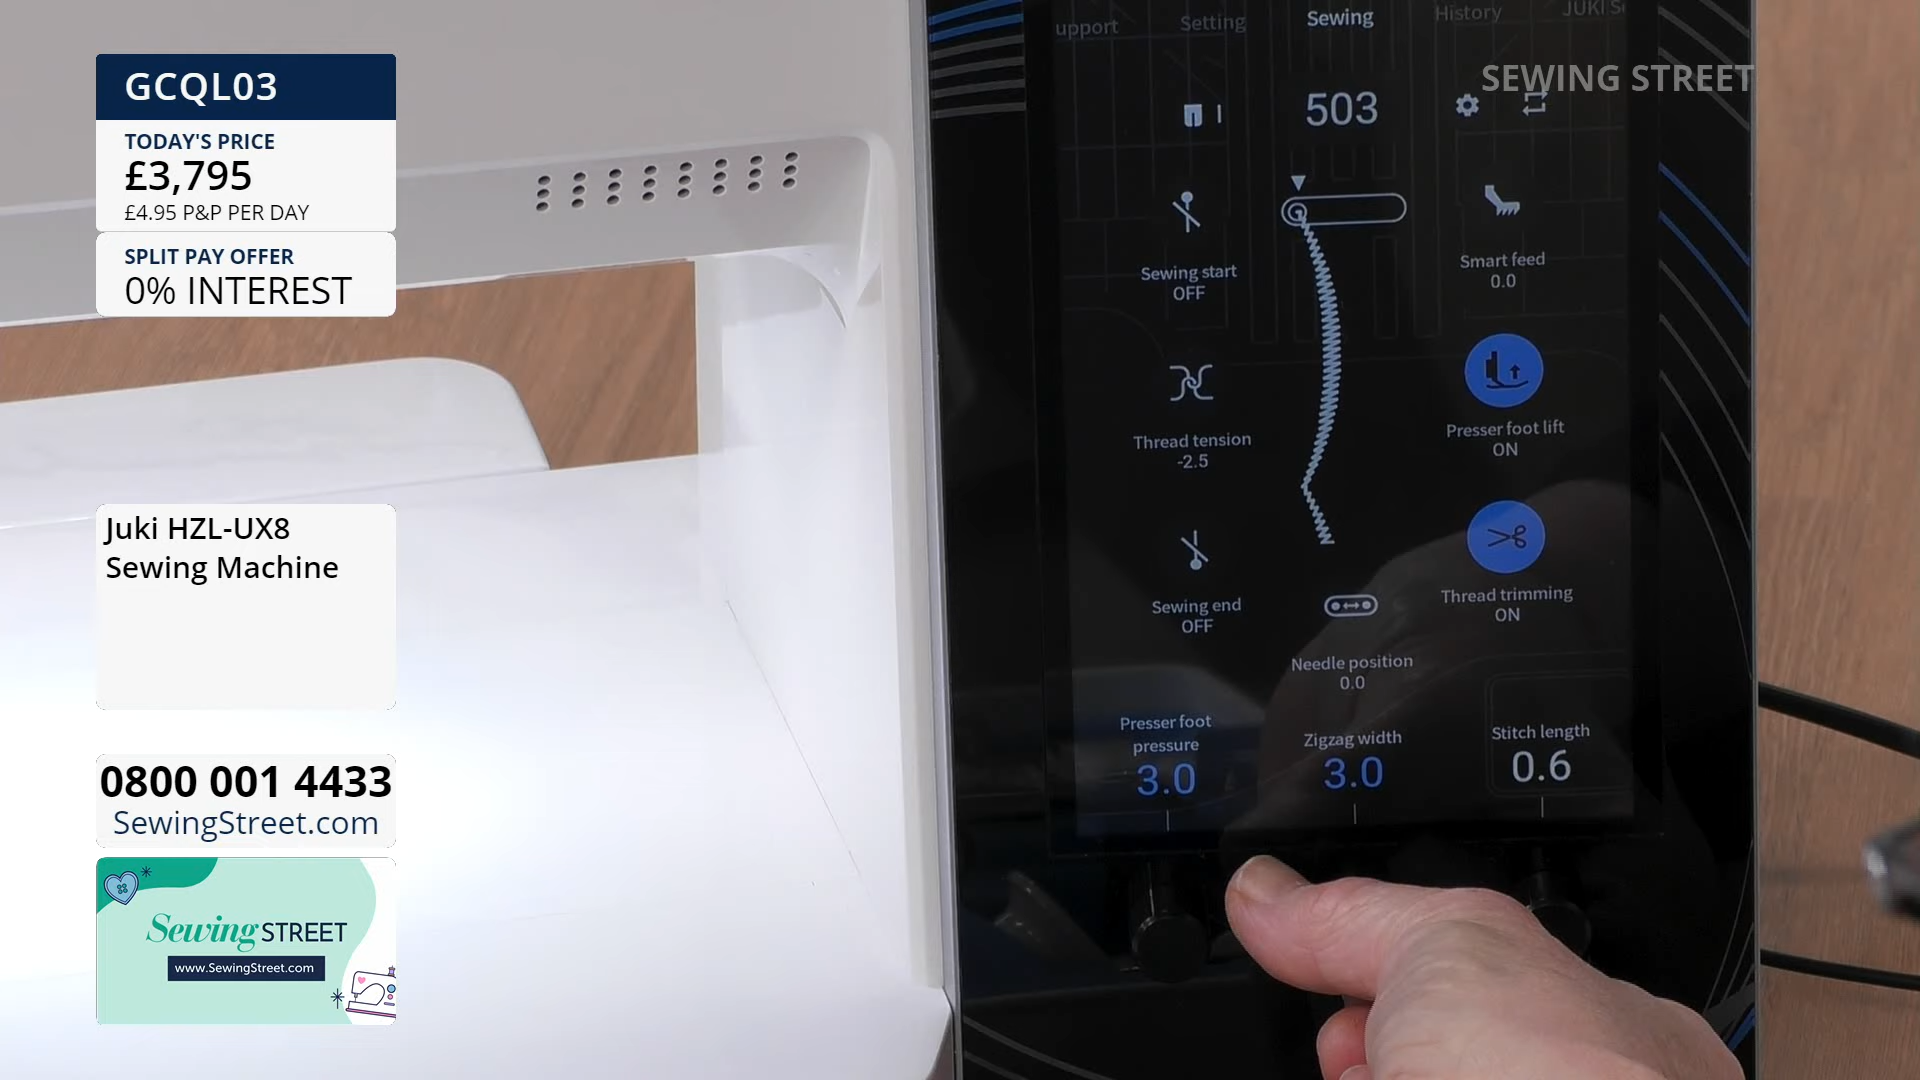 GCQL03
TODAY'S PRICE
£3,795
£4.95 P&P PER DAY
SPLIT PAY OFFER
0% INTEREST
Juki HZL-UX8
Sewing Machine
0800 001 4433
SewingStreet.com
Sewing STREET
www.SewingStreet.com
SEWING STREET
upport
Setting
Sewing
History
JUKI S
503
Sewing start
OFF
Smart feed
0.0
Thread tension
-2.5
Presser foot lift
ON
Sewing end
OFF
Thread trimming
ON
Needle position
0.0
Presser foot
pressure
3.0
Zigzag width
3.0
Stitch length
0.6